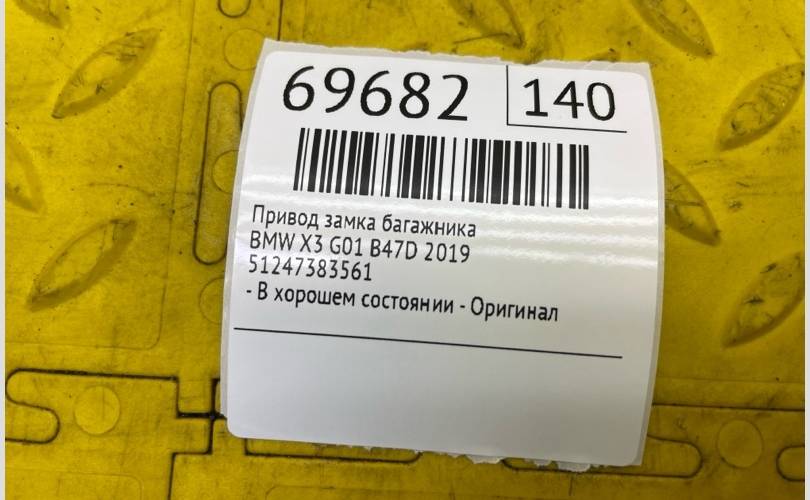 69682 140
Привод замка багажника
BMW X3 G01 B47D 2019
51247383561
- В хорошем состоянии - Оригинал